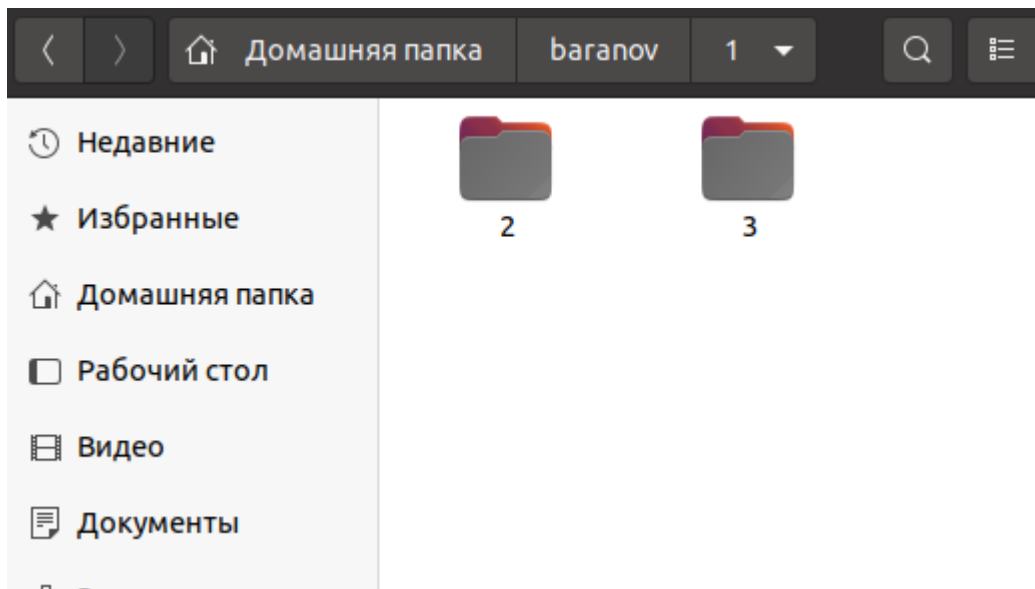 Домашняя папка baranov 1
Недавние
Избранные
Домашняя папка
Рабочий стол
Видео
Документы
2 3